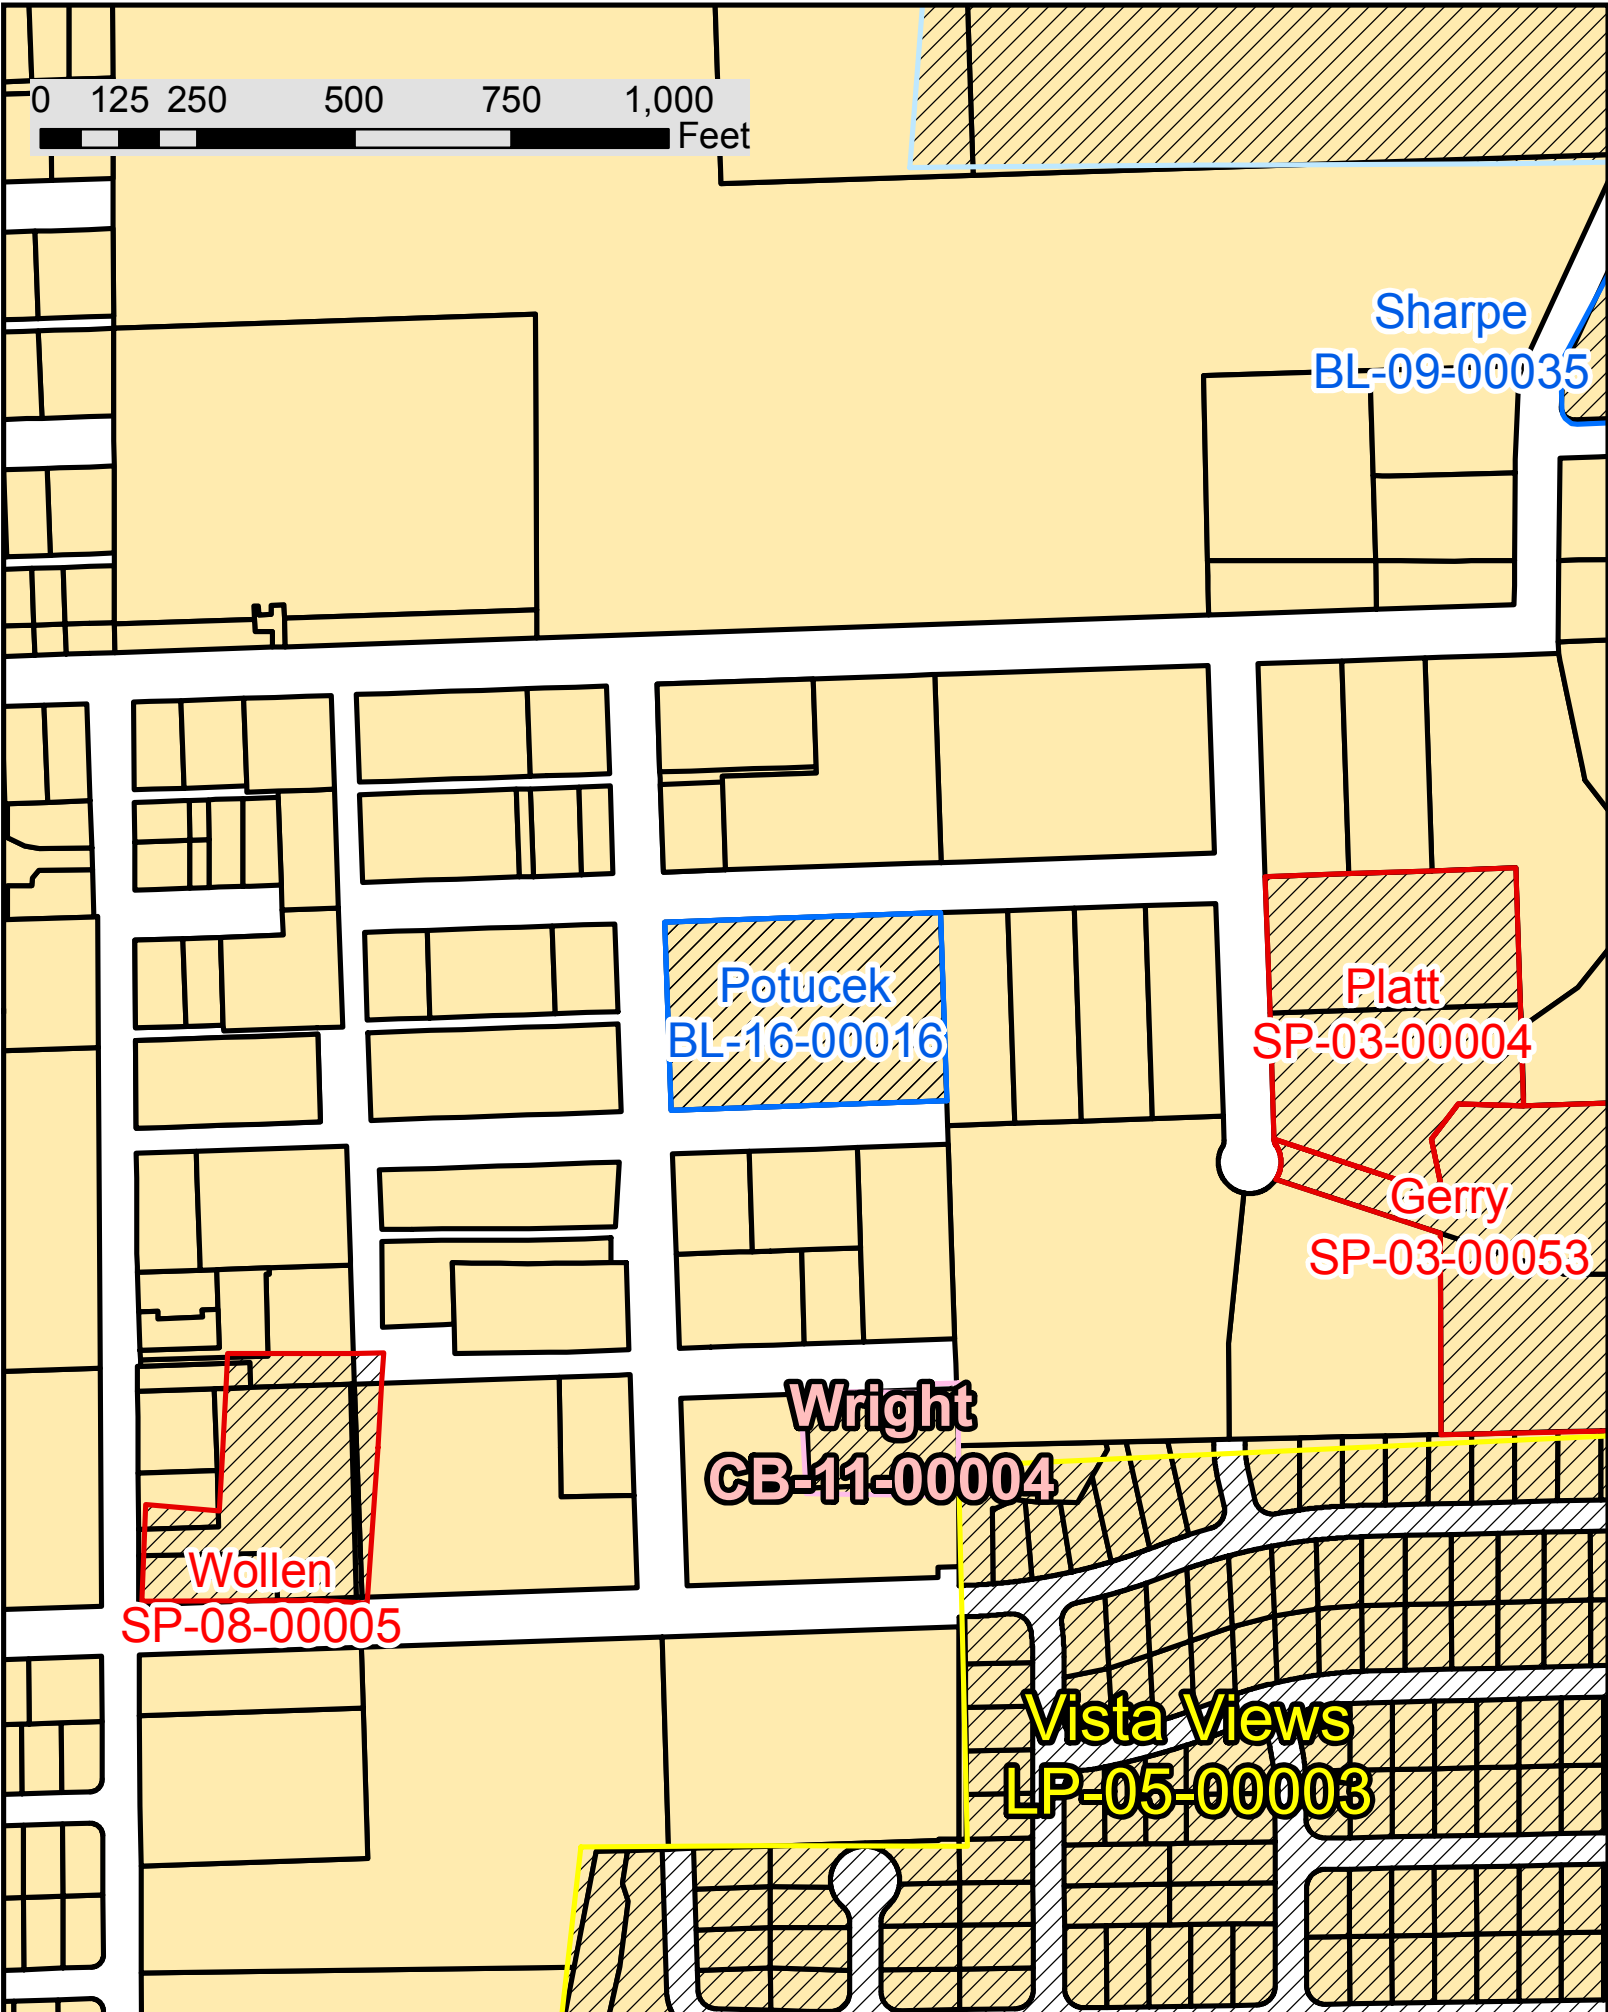 0 125 250 500 750 1,000
Feet
Sharpe
BL-09-00035
Potucek
BL-16-00016
Platt
SP-03-00004
Gerry
SP-03-00053
Wright
CB-11-00004
Wollen
SP-08-00005
Vista Views
LP-05-00003